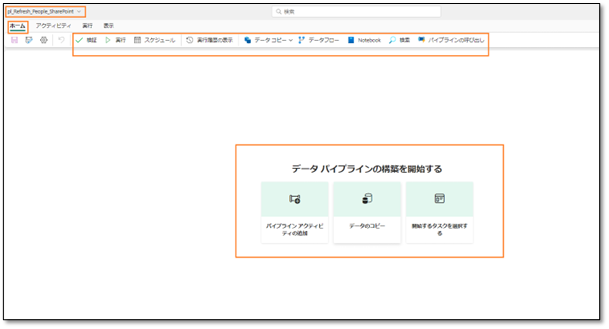 pl_Refresh_People_SharePoint
検索
ホーム アクティビティ 実行 表示
検証 実行 スケジュール 実行履歴の表示 データ コピー データフロー Notebook 検索 パイプラインの呼び出し
データ パイプラインの構築を開始する
パイプライン アクティビ
ティの追加
データのコピー
開始するタスクを選択す
る